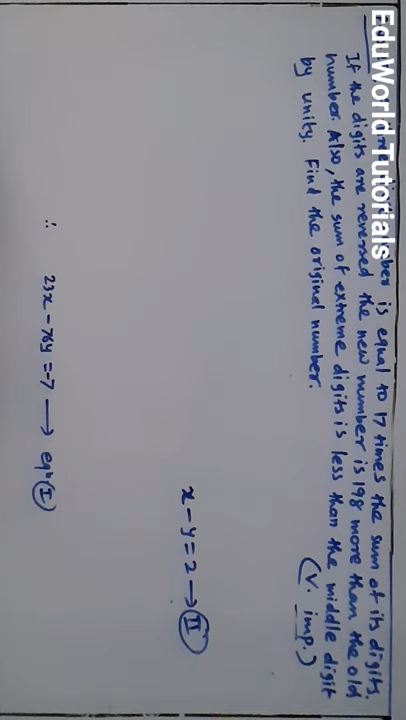 EduWorld Tutorials
is equal to 17 times the sum of its digits.
If the digits are reversed the new number is 198 more than the old
number. Also, the sum of extreme digits is less than the middle digit
by unity. Find the original number. (V. imp.)
x - y = 2 → II
∴ 23x - 76y = -7 → eqⁿ I